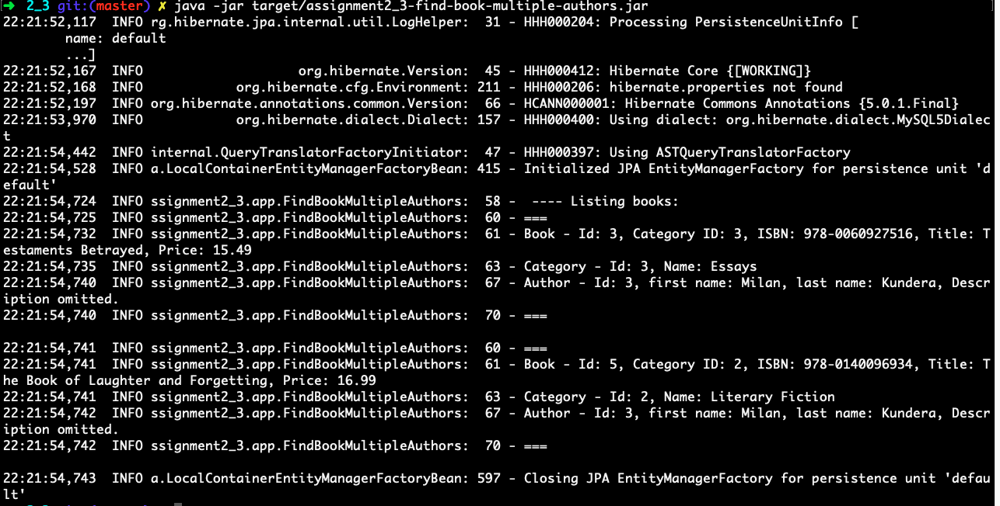 ➜  2_3 git:(master) ✗ java -jar target/assignment2_3-find-book-multiple-authors.jar
22:21:52,117  INFO rg.hibernate.jpa.internal.util.LogHelper:  31 - HHH000204: Processing PersistenceUnitInfo [
        name: default
        ...]
22:21:52,167  INFO                    org.hibernate.Version:  45 - HHH000412: Hibernate Core {[WORKING]}
22:21:52,168  INFO            org.hibernate.cfg.Environment: 211 - HHH000206: hibernate.properties not found
22:21:52,197  INFO org.hibernate.annotations.common.Version:  66 - HCANN000001: Hibernate Commons Annotations {5.0.1.Final}
22:21:53,970  INFO            org.hibernate.dialect.Dialect: 157 - HHH000400: Using dialect: org.hibernate.dialect.MySQL5Dialec
t
22:21:54,442  INFO internal.QueryTranslatorFactoryInitiator:  47 - HHH000397: Using ASTQueryTranslatorFactory
22:21:54,528  INFO a.LocalContainerEntityManagerFactoryBean: 415 - Initialized JPA EntityManagerFactory for persistence unit 'd
efault'
22:21:54,724  INFO ssignment2_3.app.FindBookMultipleAuthors:  58 -  ---- Listing books:
22:21:54,725  INFO ssignment2_3.app.FindBookMultipleAuthors:  60 - ===
22:21:54,732  INFO ssignment2_3.app.FindBookMultipleAuthors:  61 - Book - Id: 3, Category ID: 3, ISBN: 978-0060927516, Title: T
estaments Betrayed, Price: 15.49
22:21:54,735  INFO ssignment2_3.app.FindBookMultipleAuthors:  63 - Category - Id: 3, Name: Essays
22:21:54,740  INFO ssignment2_3.app.FindBookMultipleAuthors:  67 - Author - Id: 3, first name: Milan, last name: Kundera, Descr
iption omitted.
22:21:54,740  INFO ssignment2_3.app.FindBookMultipleAuthors:  70 - ===
22:21:54,741  INFO ssignment2_3.app.FindBookMultipleAuthors:  60 - ===
22:21:54,741  INFO ssignment2_3.app.FindBookMultipleAuthors:  61 - Book - Id: 5, Category ID: 2, ISBN: 978-0140096934, Title: T
he Book of Laughter and Forgetting, Price: 16.99
22:21:54,741  INFO ssignment2_3.app.FindBookMultipleAuthors:  63 - Category - Id: 2, Name: Literary Fiction
22:21:54,742  INFO ssignment2_3.app.FindBookMultipleAuthors:  67 - Author - Id: 3, first name: Milan, last name: Kundera, Descr
iption omitted.
22:21:54,742  INFO ssignment2_3.app.FindBookMultipleAuthors:  70 - ===
22:21:54,743  INFO a.LocalContainerEntityManagerFactoryBean: 597 - Closing JPA EntityManagerFactory for persistence unit 'defau
lt'